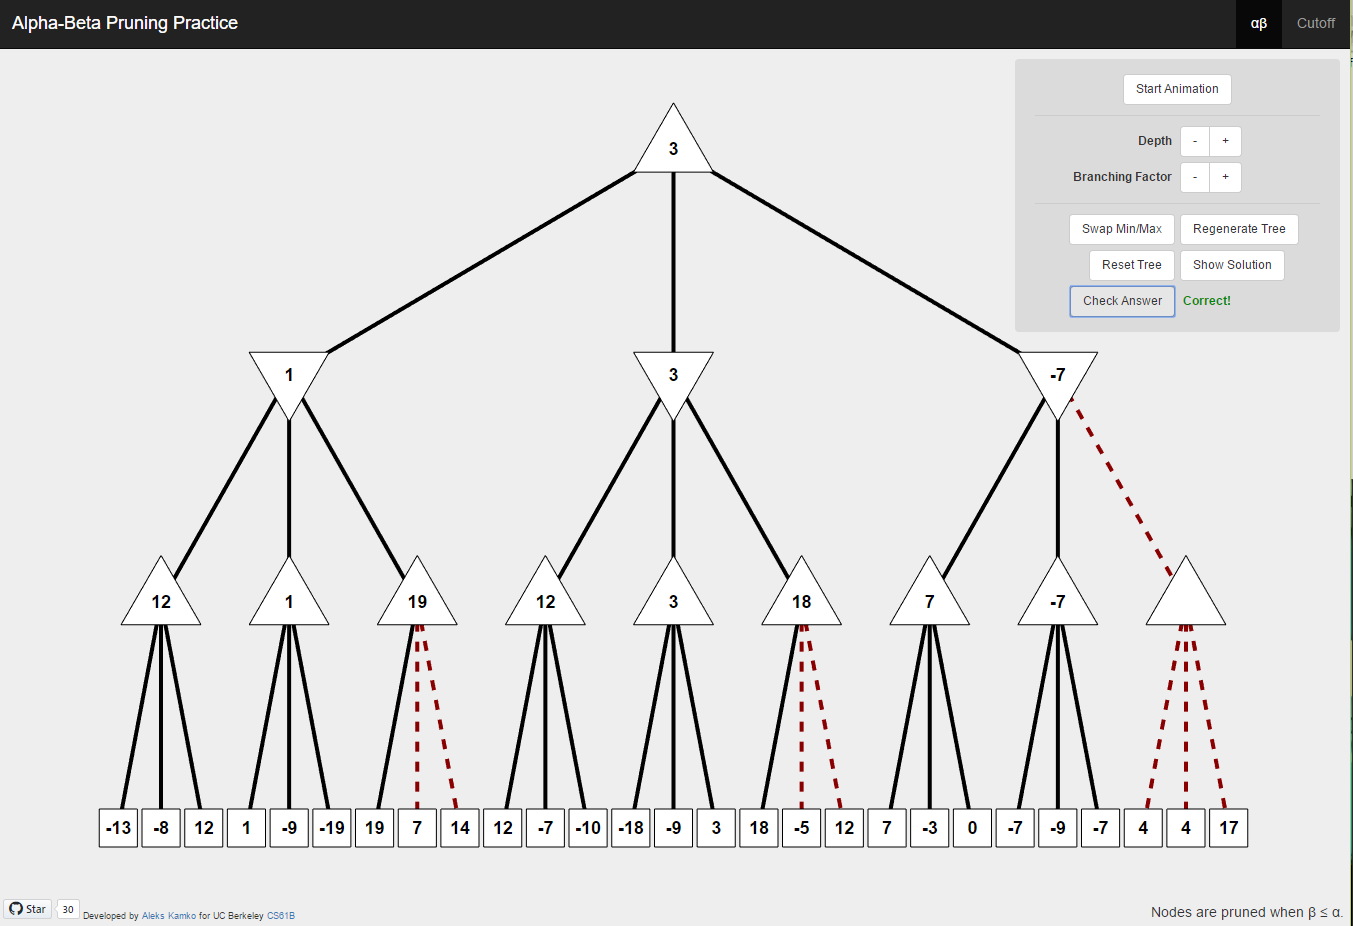 Alpha-Beta Pruning Practice
αβ Cutoff
Start Animation
Depth - +
Branching Factor - +
Swap Min/Max Regenerate Tree
Reset Tree Show Solution
Check Answer Correct!
3
1 3 -7
12 1 19 12 3 18 7 -7
-13 -8 12 1 -9 -19 19 7 14 12 -7 -10 -18 -9 3 18 -5 12 7 -3 0 -7 -9 -7 4 4 17
Star 30 Developed by Aleks Kamko for UC Berkeley CS61B
Nodes are pruned when β ≤ α.